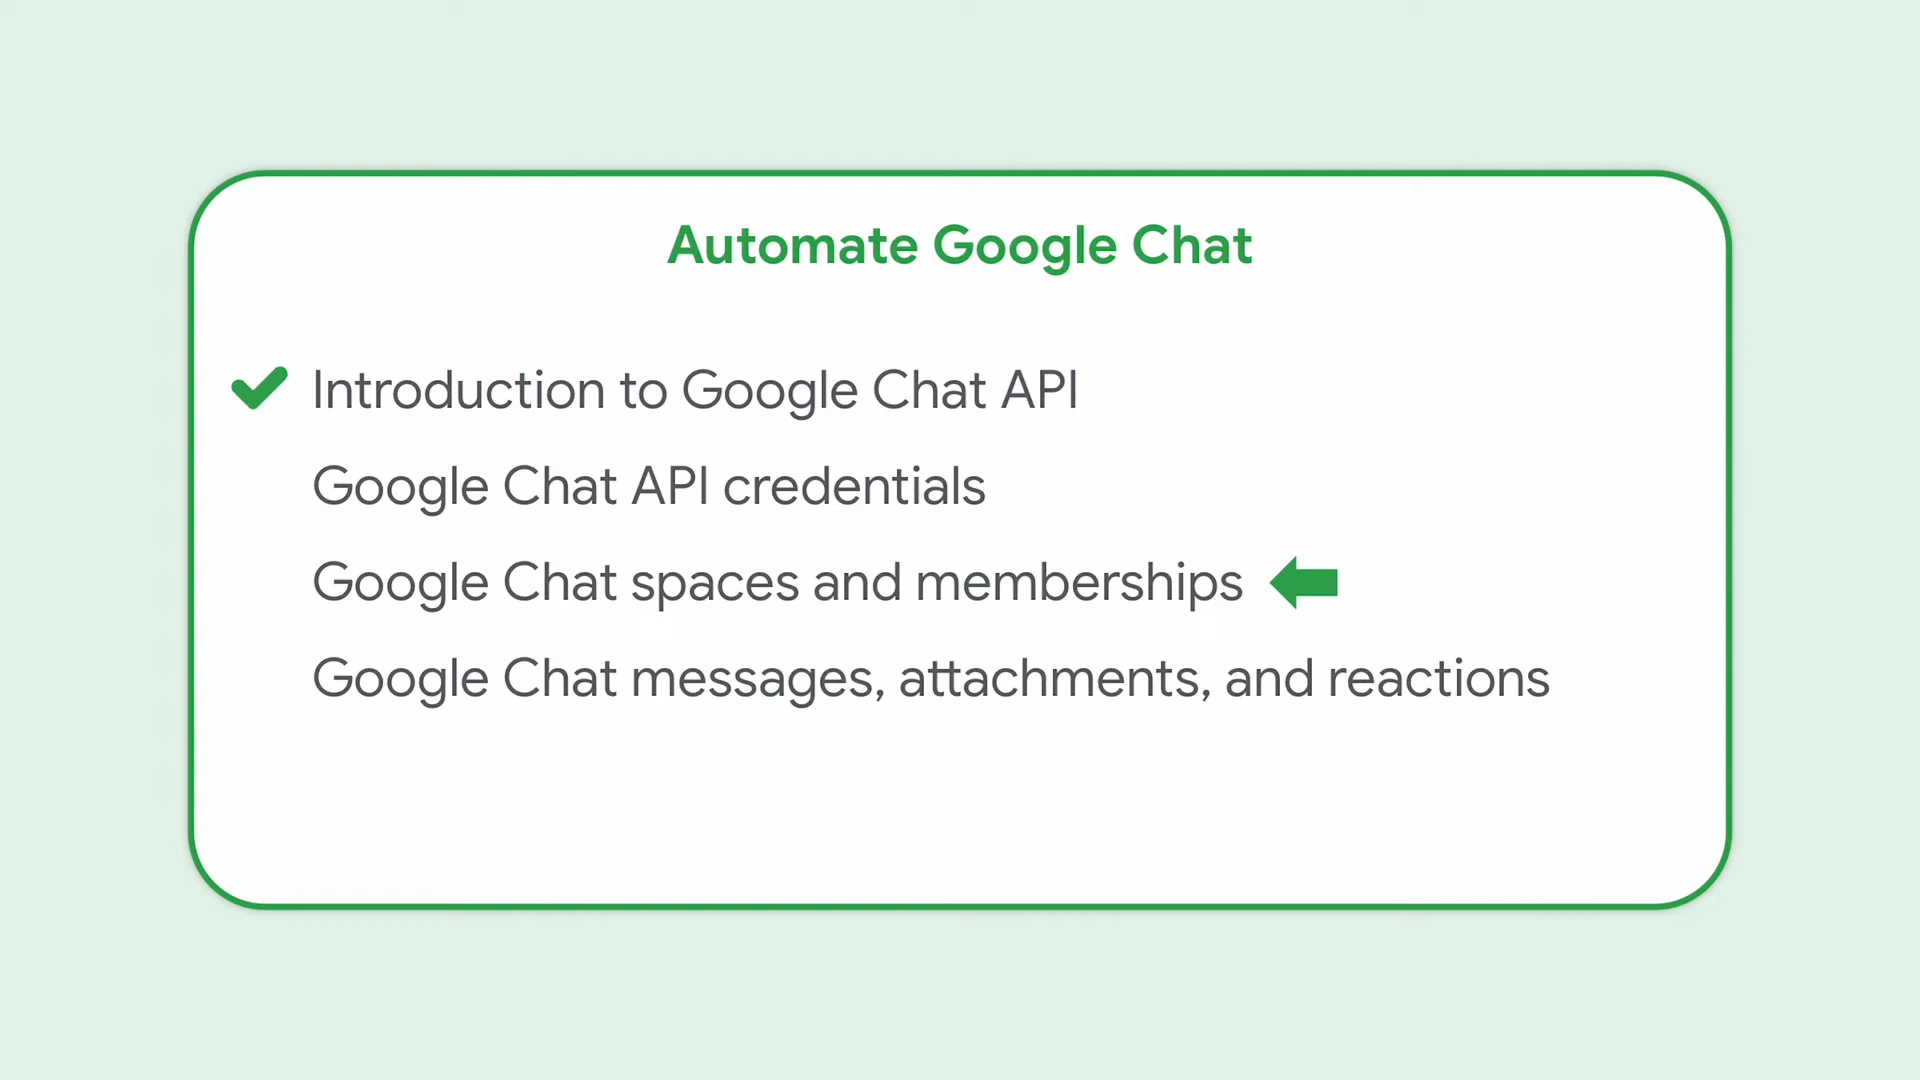 Automate Google Chat
Introduction to Google Chat API
Google Chat API credentials
Google Chat spaces and memberships
Google Chat messages, attachments, and reactions